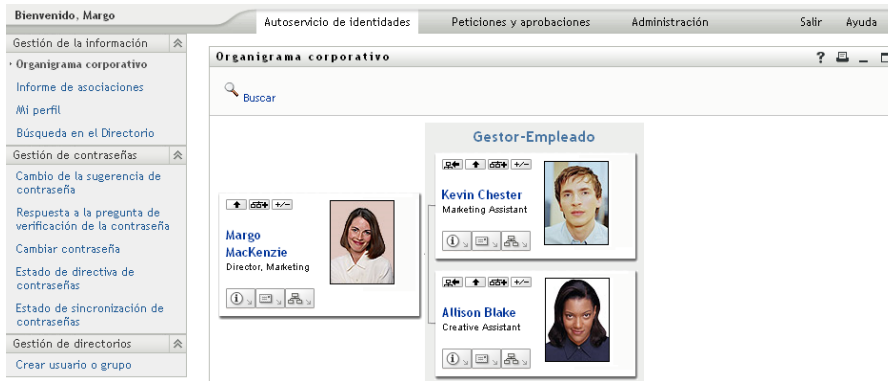 Bienvenido, Margo
Autoservicio de identidades Peticiones y aprobaciones Administración Salir Ayuda
Gestión de la información
Organigrama corporativo
Informe de asociaciones
Mi perfil
Búsqueda en el Directorio
Gestión de contraseñas
Cambio de la sugerencia de
contraseña
Respuesta a la pregunta de
verificación de la contraseña
Cambiar contraseña
Estado de directiva de
contraseñas
Estado de sincronización de
contraseñas
Gestión de directorios
Crear usuario o grupo
Organigrama corporativo
Buscar
Margo
MacKenzie
Director, Marketing
Gestor-Empleado
Kevin Chester
Marketing Assistant
Allison Blake
Creative Assistant